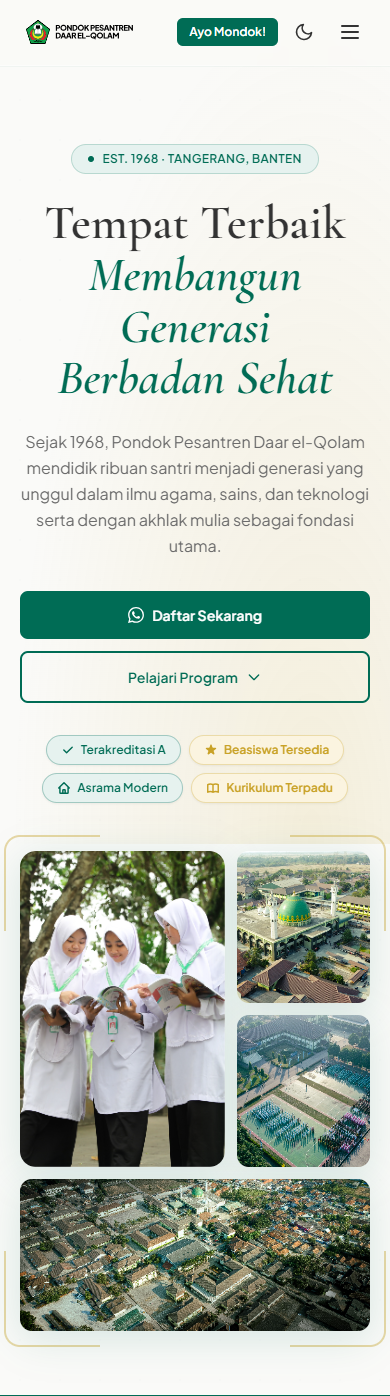 PONDOK PESANTREN
DAAR EL-QOLAM
Ayo Mondok!
EST. 1968 · TANGERANG, BANTEN
Tempat Terbaik
Membangun
Generasi
Berbadan Sehat
Sejak 1968, Pondok Pesantren Daar el-Qolam
mendidik ribuan santri menjadi generasi yang
unggul dalam ilmu agama, sains, dan teknologi
serta dengan akhlak mulia sebagai fondasi
utama.
Daftar Sekarang
Pelajari Program
Terakreditasi A
Beasiswa Tersedia
Asrama Modern
Kurikulum Terpadu